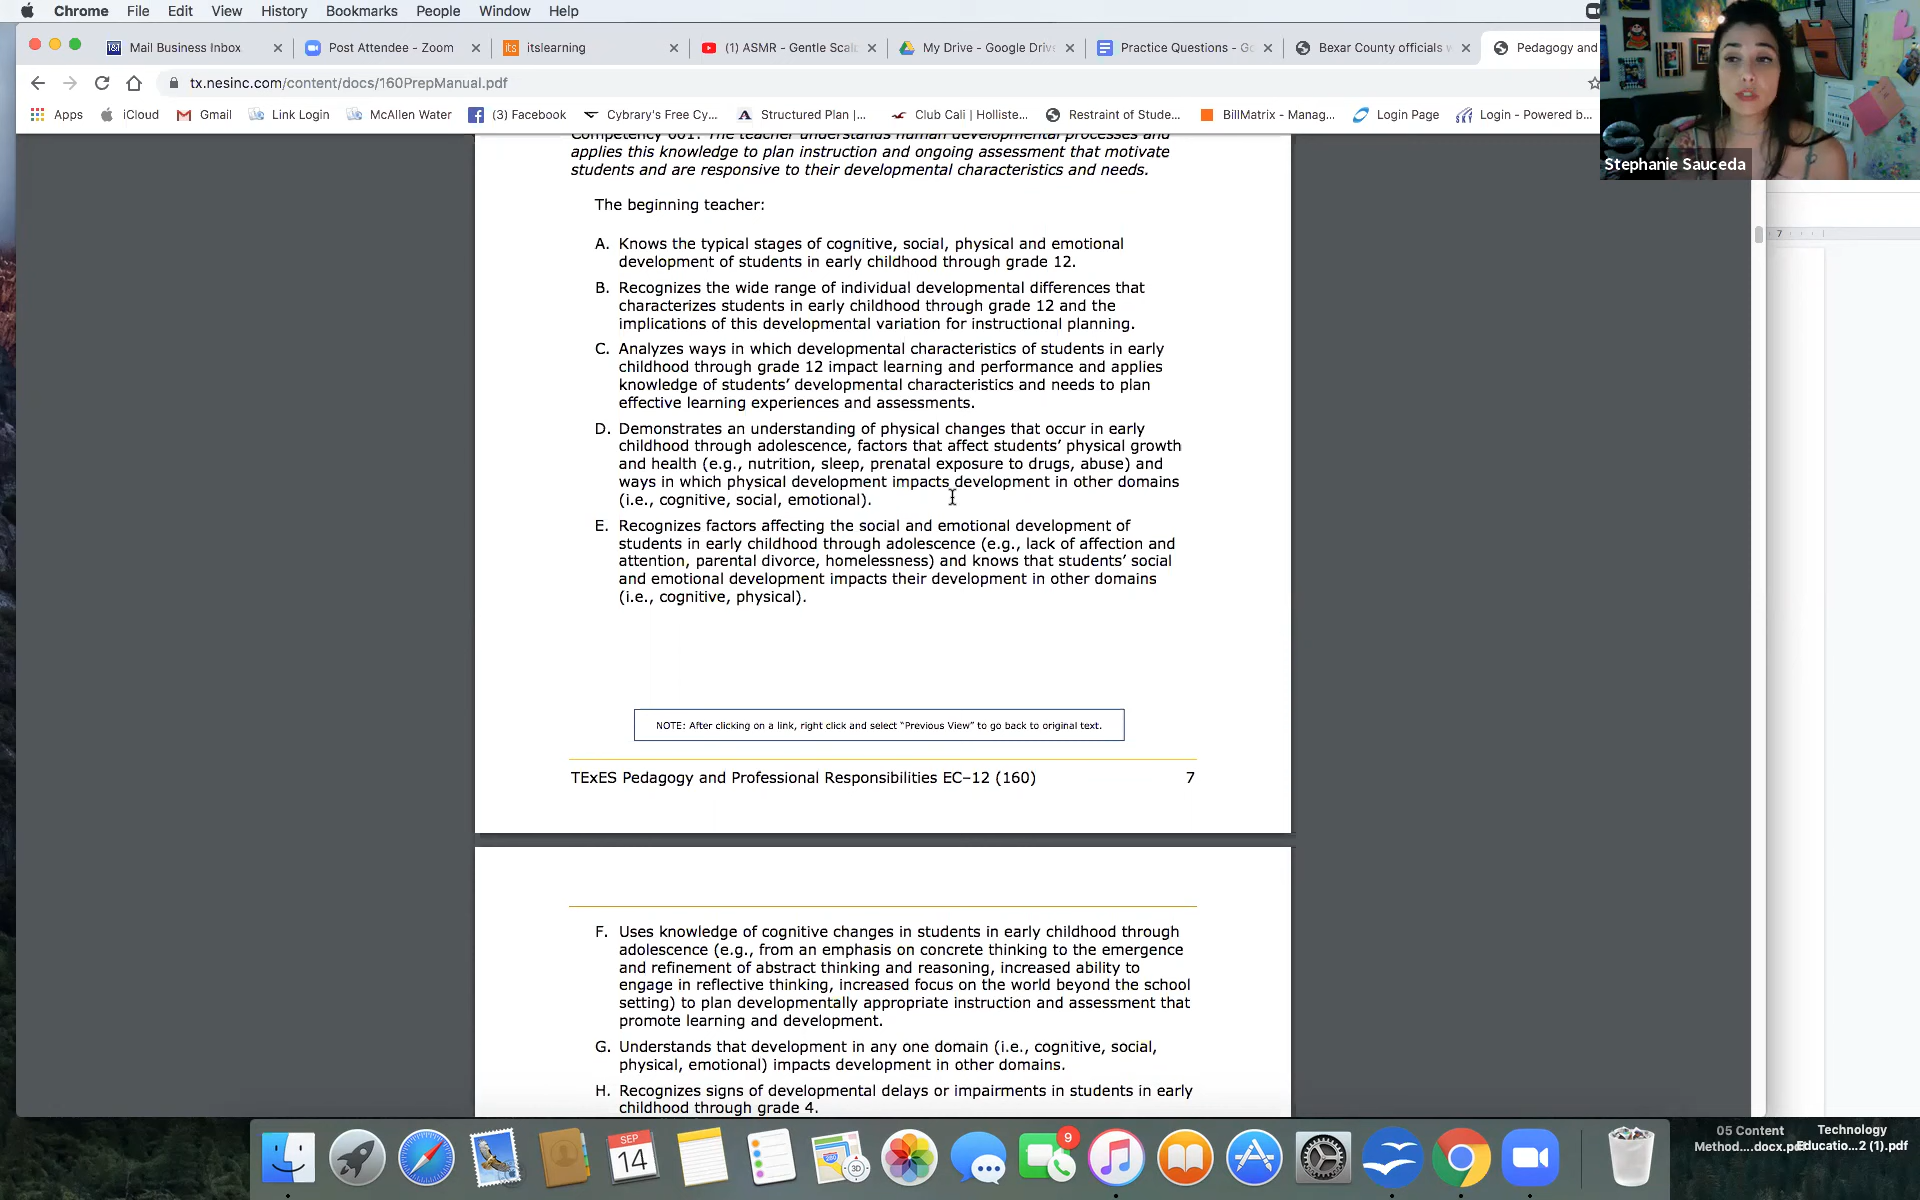 Chrome File Edit View History Bookmarks People Window Help
Mail Business Inbox
Post Attendee - Zoom
itslearning
(1) ASMR - Gentle Scal
My Drive - Google Driv
Practice Questions - G
Bexar County officials
Pedagogy and
tx.nesinc.com/content/docs/160PrepManual.pdf
Apps iCloud Gmail Link Login McAllen Water (3) Facebook Cybrary's Free Cy... Structured Plan |... Club Cali | Holliste... Restraint of Stude... BillMatrix - Manag... Login Page Login - Powered b...
Stephanie Sauceda
Competency 001: The teacher understands human developmental processes and
applies this knowledge to plan instruction and ongoing assessment that motivate
students and are responsive to their developmental characteristics and needs.
The beginning teacher:
A. Knows the typical stages of cognitive, social, physical and emotional
development of students in early childhood through grade 12.
B. Recognizes the wide range of individual developmental differences that
characterizes students in early childhood through grade 12 and the
implications of this developmental variation for instructional planning.
C. Analyzes ways in which developmental characteristics of students in early
childhood through grade 12 impact learning and performance and applies
knowledge of students’ developmental characteristics and needs to plan
effective learning experiences and assessments.
D. Demonstrates an understanding of physical changes that occur in early
childhood through adolescence, factors that affect students’ physical growth
and health (e.g., nutrition, sleep, prenatal exposure to drugs, abuse) and
ways in which physical development impacts development in other domains
(i.e., cognitive, social, emotional).
E. Recognizes factors affecting the social and emotional development of
students in early childhood through adolescence (e.g., lack of affection and
attention, parental divorce, homelessness) and knows that students’ social
and emotional development impacts their development in other domains
(i.e., cognitive, physical).
NOTE: After clicking on a link, right click and select “Previous View” to go back to original text.
TExES Pedagogy and Professional Responsibilities EC–12 (160) 7
F. Uses knowledge of cognitive changes in students in early childhood through
adolescence (e.g., from an emphasis on concrete thinking to the emergence
and refinement of abstract thinking and reasoning, increased ability to
engage in reflective thinking, increased focus on the world beyond the school
setting) to plan developmentally appropriate instruction and assessment that
promote learning and development.
G. Understands that development in any one domain (i.e., cognitive, social,
physical, emotional) impacts development in other domains.
H. Recognizes signs of developmental delays or impairments in students in early
childhood through grade 4.
7
SEP
14
280
3D
9
05 Content
Method....docx.pdf
Technology
Educatio...2 (1).pdf